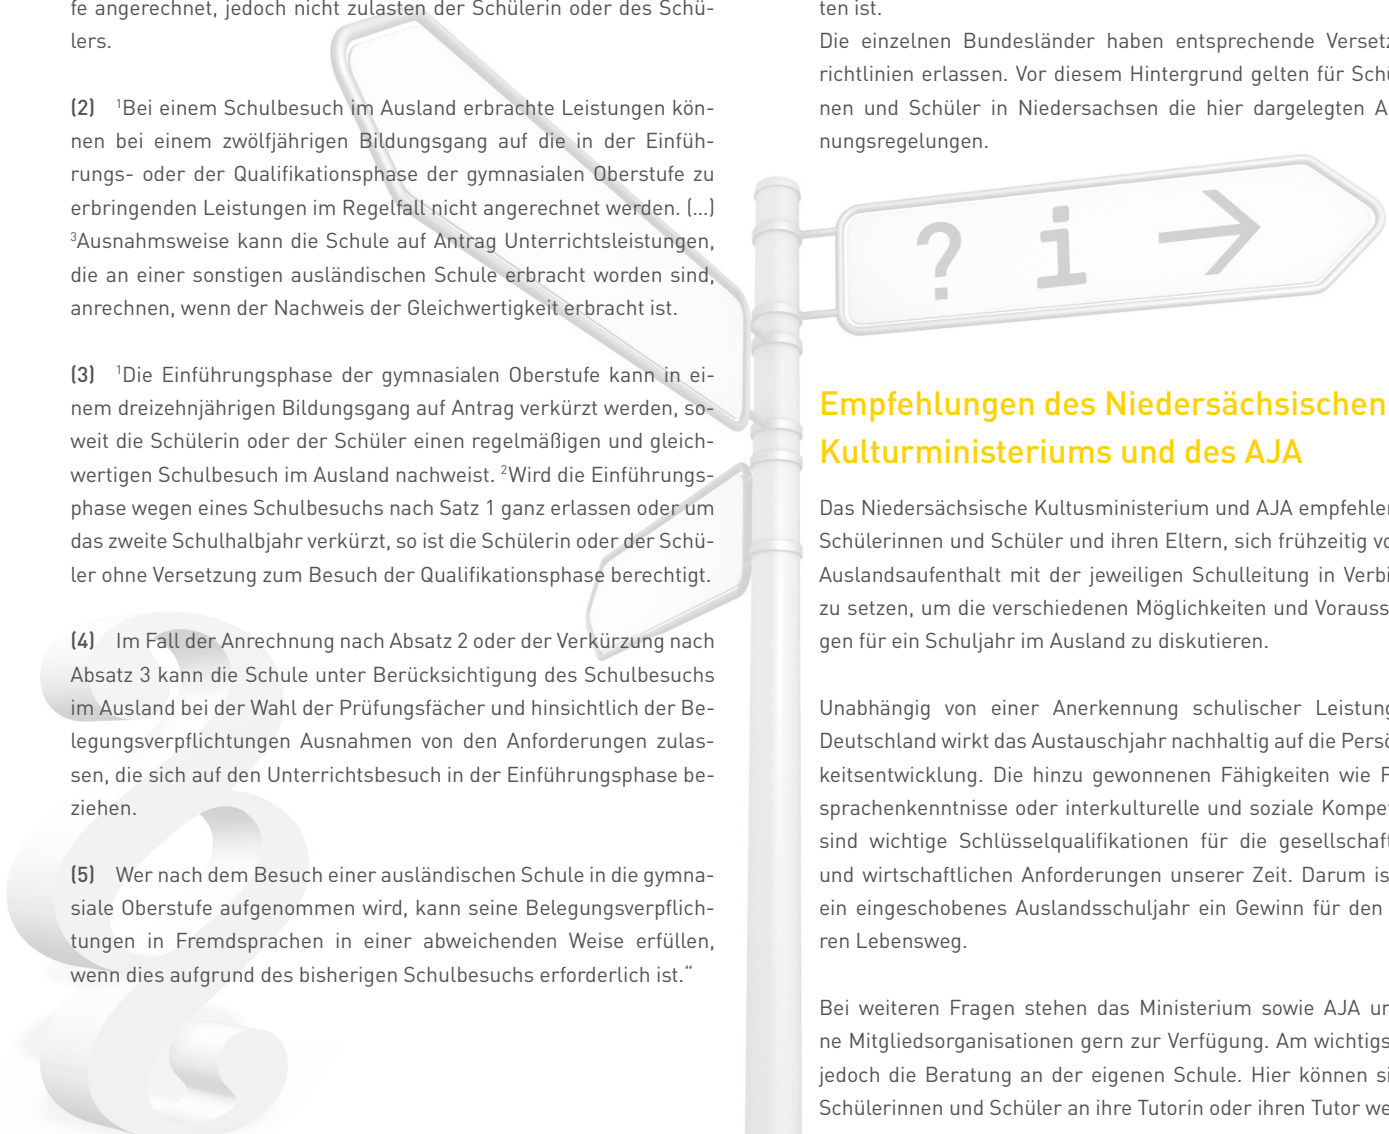 fe angerechnet, jedoch nicht zulasten der Schülerin oder des Schü-
lers.
(2) ¹Bei einem Schulbesuch im Ausland erbrachte Leistungen kön-
nen bei einem zwölfjährigen Bildungsgang auf die in der Einfüh-
rungs- oder der Qualifikationsphase der gymnasialen Oberstufe zu
erbringenden Leistungen im Regelfall nicht angerechnet werden. (...)
³Ausnahmsweise kann die Schule auf Antrag Unterrichtsleistungen,
die an einer sonstigen ausländischen Schule erbracht worden sind,
anrechnen, wenn der Nachweis der Gleichwertigkeit erbracht ist.
(3) ¹Die Einführungsphase der gymnasialen Oberstufe kann in ei-
nem dreizehnjährigen Bildungsgang auf Antrag verkürzt werden, so-
weit die Schülerin oder der Schüler einen regelmäßigen und gleich-
wertigen Schulbesuch im Ausland nachweist. ²Wird die Einführungs-
phase wegen eines Schulbesuchs nach Satz 1 ganz erlassen oder um
das zweite Schulhalbjahr verkürzt, so ist die Schülerin oder der Schü-
ler ohne Versetzung zum Besuch der Qualifikationsphase berechtigt.
(4) Im Fall der Anrechnung nach Absatz 2 oder der Verkürzung nach
Absatz 3 kann die Schule unter Berücksichtigung des Schulbesuchs
im Ausland bei der Wahl der Prüfungsfächer und hinsichtlich der Be-
legungsverpflichtungen Ausnahmen von den Anforderungen zulas-
sen, die sich auf den Unterrichtsbesuch in der Einführungsphase be-
ziehen.
(5) Wer nach dem Besuch einer ausländischen Schule in die gymna-
siale Oberstufe aufgenommen wird, kann seine Belegungsverpflich-
tungen in Fremdsprachen in einer abweichenden Weise erfüllen,
wenn dies aufgrund des bisherigen Schulbesuchs erforderlich ist.“
ten ist.
Die einzelnen Bundesländer haben entsprechende Versetz
richtlinien erlassen. Vor diesem Hintergrund gelten für Schü
nen und Schüler in Niedersachsen die hier dargelegten A
nungsregelungen.
? i →
Empfehlungen des Niedersächsischen
Kulturministeriums und des AJA
Das Niedersächsische Kultusministerium und AJA empfehlen
Schülerinnen und Schüler und ihren Eltern, sich frühzeitig vo
Auslandsaufenthalt mit der jeweiligen Schulleitung in Verbi
zu setzen, um die verschiedenen Möglichkeiten und Vorauss
gen für ein Schuljahr im Ausland zu diskutieren.
Unabhängig von einer Anerkennung schulischer Leistung
Deutschland wirkt das Austauschjahr nachhaltig auf die Persö
keitsentwicklung. Die hinzu gewonnenen Fähigkeiten wie F
sprachenkenntnisse oder interkulturelle und soziale Kompet
sind wichtige Schlüsselqualifikationen für die gesellschaft
und wirtschaftlichen Anforderungen unserer Zeit. Darum is
ein eingeschobenes Auslandsschuljahr ein Gewinn für den
ren Lebensweg.
Bei weiteren Fragen stehen das Ministerium sowie AJA un
ne Mitgliedsorganisationen gern zur Verfügung. Am wichtigs
jedoch die Beratung an der eigenen Schule. Hier können si
Schülerinnen und Schüler an ihre Tutorin oder ihren Tutor we